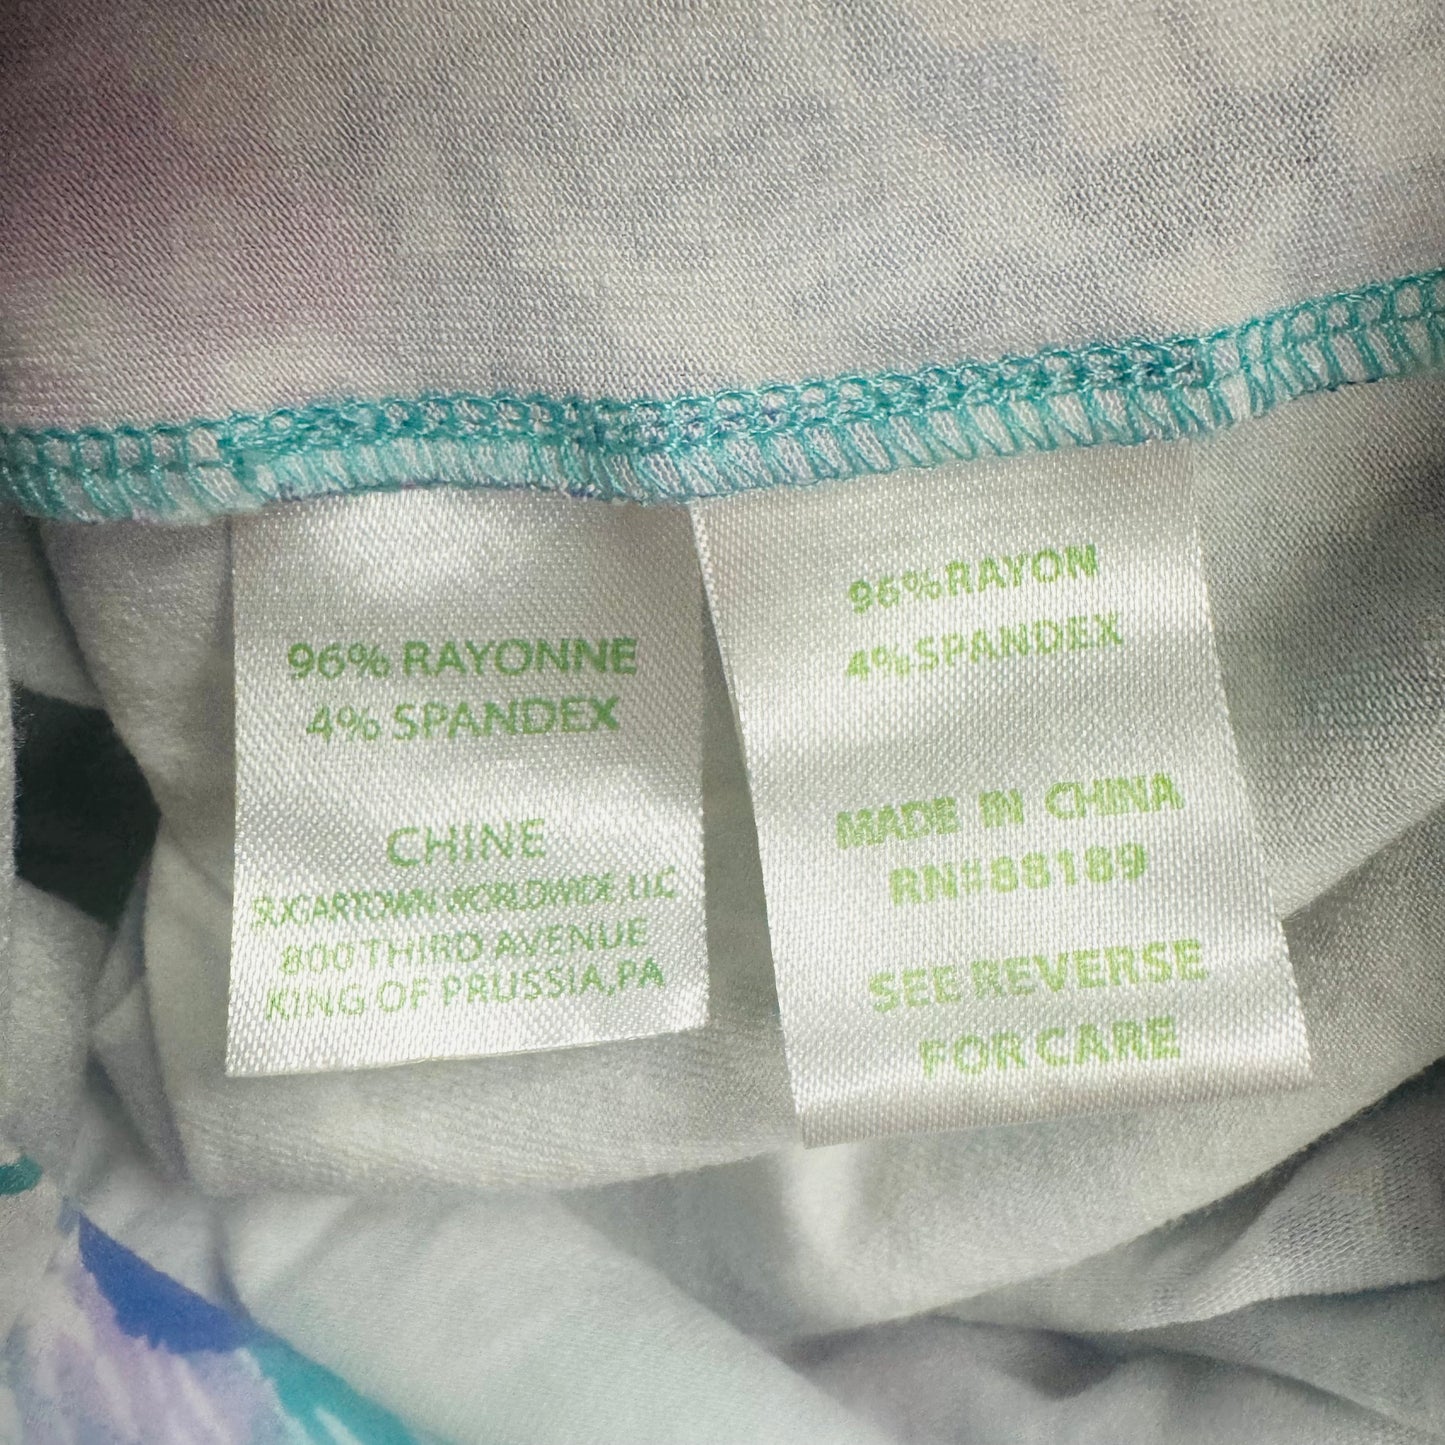 96% RAYONNE
4% SPANDEX
CHINE
SUGARTOWN WORLDWIDE, LLC
800 THIRD AVENUE
KING OF PRUSSIA, PA
96% RAYON
4% SPANDEX
MADE IN CHINA
RN#88189
SEE REVERSE
FOR CARE